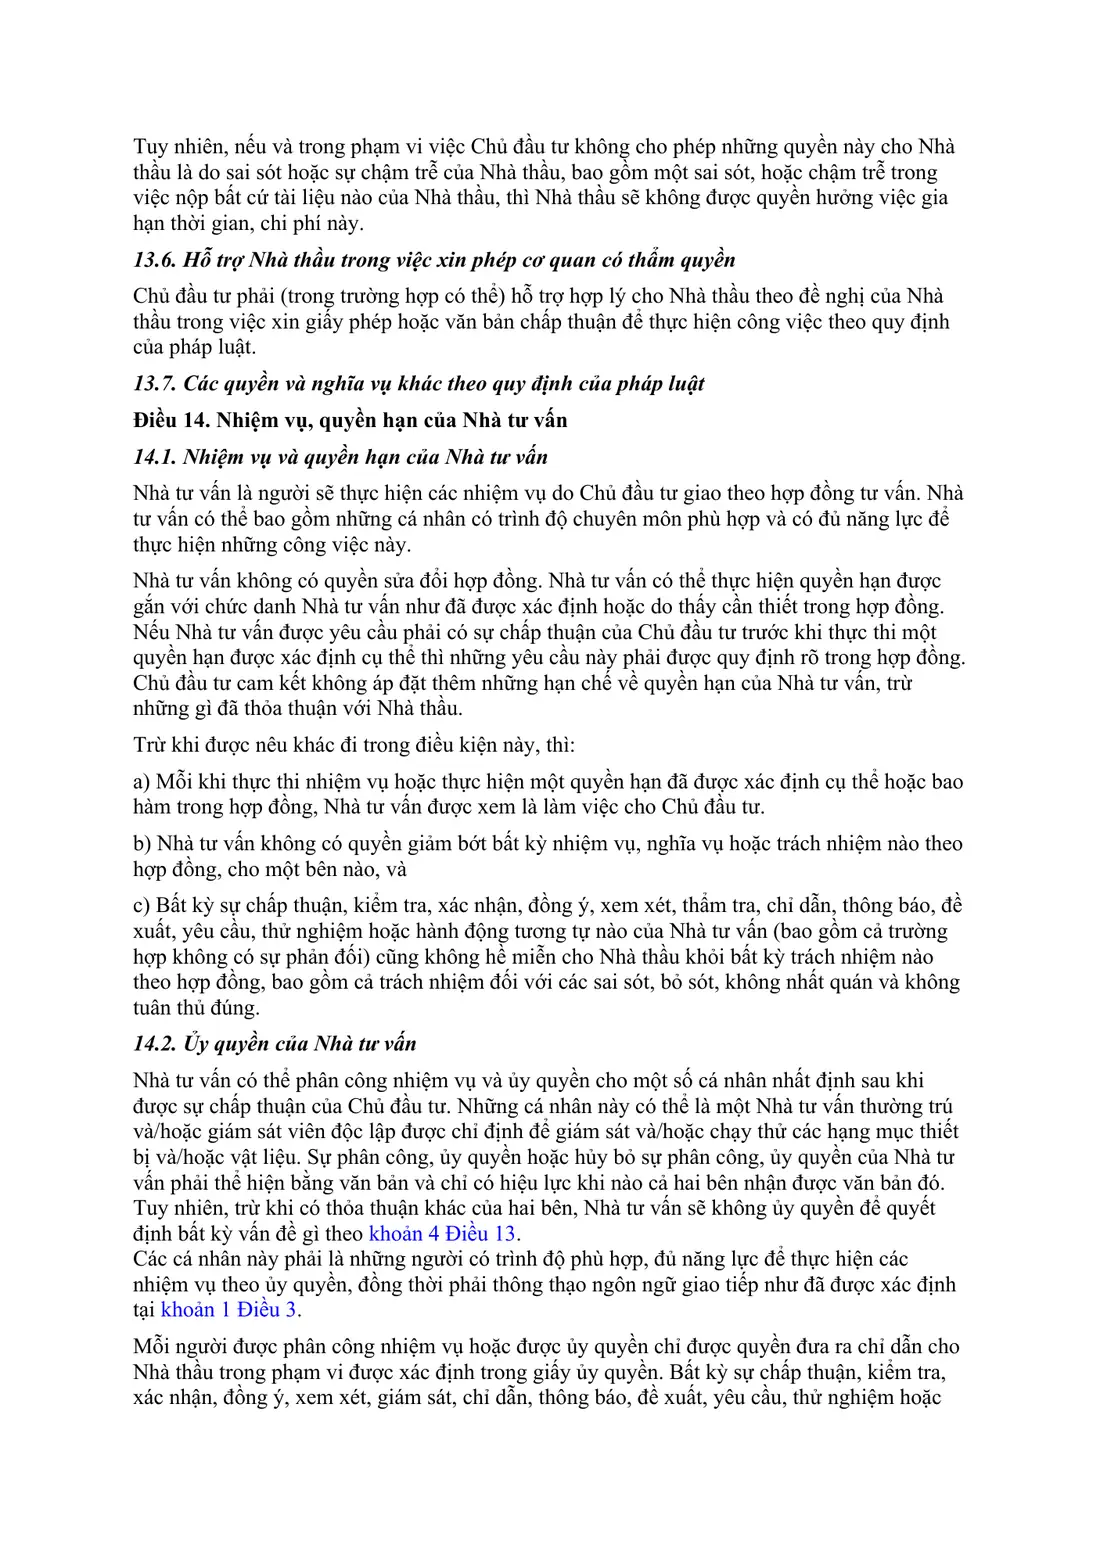 Tuy nhiên, nếu và trong phạm vi việc Chủ đầu tư không cho phép những quyền này cho Nhà
thầu là do sai sót hoặc sự chậm trễ của Nhà thầu, bao gồm một sai sót, hoặc chậm trễ trong
việc nộp bất cứ tài liệu nào của Nhà thầu, thì Nhà thầu sẽ không được quyền hưởng việc gia
hạn thời gian, chi phí này.
13.6. Hỗ trợ Nhà thầu trong việc xin phép cơ quan có thẩm quyền
Chủ đầu tư phải (trong trường hợp có thể) hỗ trợ hợp lý cho Nhà thầu theo đề nghị của Nhà
thầu trong việc xin giấy phép hoặc văn bản chấp thuận để thực hiện công việc theo quy định
của pháp luật.
13.7. Các quyền và nghĩa vụ khác theo quy định của pháp luật
Điều 14. Nhiệm vụ, quyền hạn của Nhà tư vấn
14.1. Nhiệm vụ và quyền hạn của Nhà tư vấn
Nhà tư vấn là người sẽ thực hiện các nhiệm vụ do Chủ đầu tư giao theo hợp đồng tư vấn. Nhà
tư vấn có thể bao gồm những cá nhân có trình độ chuyên môn phù hợp và có đủ năng lực để
thực hiện những công việc này.
Nhà tư vấn không có quyền sửa đổi hợp đồng. Nhà tư vấn có thể thực hiện quyền hạn được
gắn với chức danh Nhà tư vấn như đã được xác định hoặc do thấy cần thiết trong hợp đồng.
Nếu Nhà tư vấn được yêu cầu phải có sự chấp thuận của Chủ đầu tư trước khi thực thi một
quyền hạn được xác định cụ thể thì những yêu cầu này phải được quy định rõ trong hợp đồng.
Chủ đầu tư cam kết không áp đặt thêm những hạn chế về quyền hạn của Nhà tư vấn, trừ
những gì đã thỏa thuận với Nhà thầu.
Trừ khi được nêu khác đi trong điều kiện này, thì:
a) Mỗi khi thực thi nhiệm vụ hoặc thực hiện một quyền hạn đã được xác định cụ thể hoặc bao
hàm trong hợp đồng, Nhà tư vấn được xem là làm việc cho Chủ đầu tư.
b) Nhà tư vấn không có quyền giảm bớt bất kỳ nhiệm vụ, nghĩa vụ hoặc trách nhiệm nào theo
hợp đồng, cho một bên nào, và
c) Bất kỳ sự chấp thuận, kiểm tra, xác nhận, đồng ý, xem xét, thẩm tra, chỉ dẫn, thông báo, đề
xuất, yêu cầu, thử nghiệm hoặc hành động tương tự nào của Nhà tư vấn (bao gồm cả trường
hợp không có sự phản đối) cũng không hề miễn cho Nhà thầu khỏi bất kỳ trách nhiệm nào
theo hợp đồng, bao gồm cả trách nhiệm đối với các sai sót, bỏ sót, không nhất quán và không
tuân thủ đúng.
14.2. Ủy quyền của Nhà tư vấn
Nhà tư vấn có thể phân công nhiệm vụ và ủy quyền cho một số cá nhân nhất định sau khi
được sự chấp thuận của Chủ đầu tư. Những cá nhân này có thể là một Nhà tư vấn thường trú
và/hoặc giám sát viên độc lập được chỉ định để giám sát và/hoặc chạy thử các hạng mục thiết
bị và/hoặc vật liệu. Sự phân công, ủy quyền hoặc hủy bỏ sự phân công, ủy quyền của Nhà tư
vấn phải thể hiện bằng văn bản và chỉ có hiệu lực khi nào cả hai bên nhận được văn bản đó.
Tuy nhiên, trừ khi có thỏa thuận khác của hai bên, Nhà tư vấn sẽ không ủy quyền để quyết
định bất kỳ vấn đề gì theo khoản 4 Điều 13.
Các cá nhân này phải là những người có trình độ phù hợp, đủ năng lực để thực hiện các
nhiệm vụ theo ủy quyền, đồng thời phải thông thạo ngôn ngữ giao tiếp như đã được xác định
tại khoản 1 Điều 3.
Mỗi người được phân công nhiệm vụ hoặc được ủy quyền chỉ được quyền đưa ra chỉ dẫn cho
Nhà thầu trong phạm vi được xác định trong giấy ủy quyền. Bất kỳ sự chấp thuận, kiểm tra,
xác nhận, đồng ý, xem xét, giám sát, chỉ dẫn, thông báo, đề xuất, yêu cầu, thử nghiệm hoặc